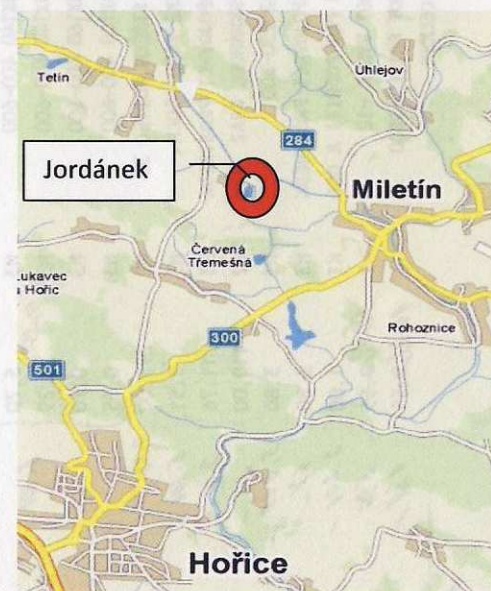 Tetín
Úhlejov
284
Jordánek
Miletín
Červená
Třemešná
Lukavec
u Hořic
300
Rohoznice
501
Hořice